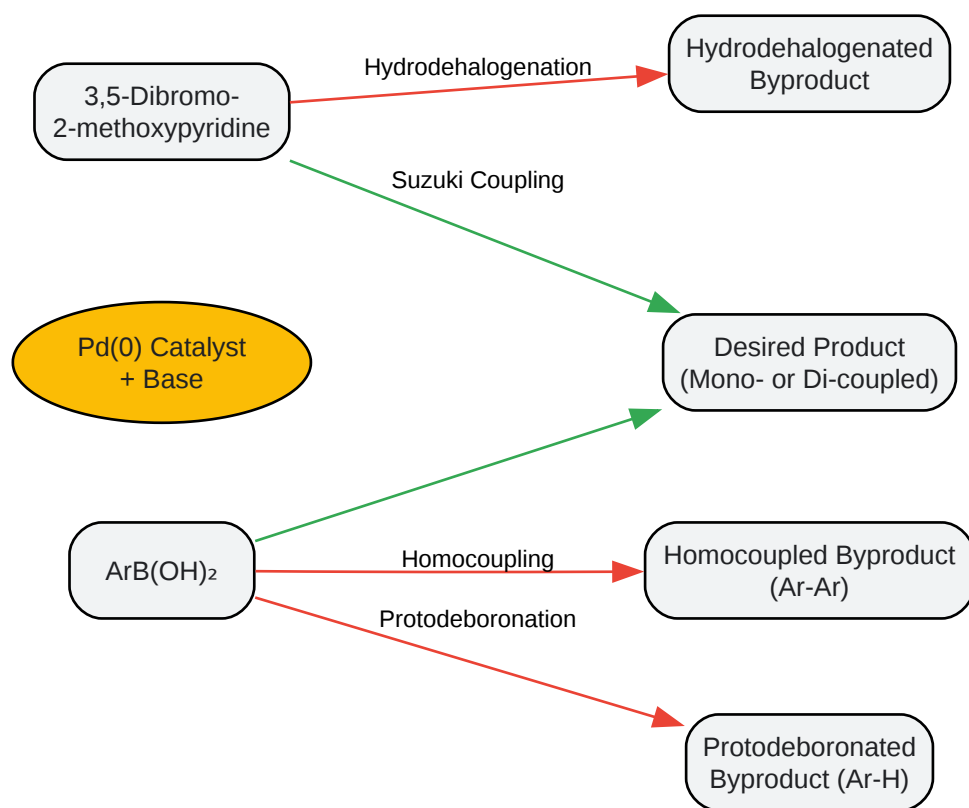 Hydrodehalogenated
Byproduct
Hydrodehalogenation
3,5-Dibromo-
2-methoxypyridine
Suzuki Coupling
Pd(0) Catalyst
+ Base
Desired Product
(Mono- or Di-coupled)
ArB(OH)₂
Homocoupling
Homocoupled Byproduct
(Ar-Ar)
Protodeboronation
Protodeboronated
Byproduct (Ar-H)